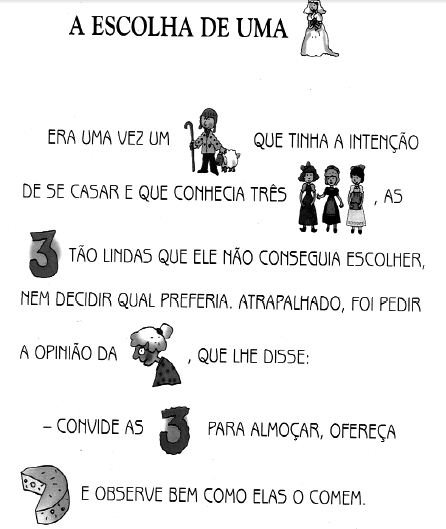 A ESCOLHA DE UMA
ERA UMA VEZ UM QUE TINHA A INTENÇÃO
DE SE CASAR E QUE CONHECIA TRÊS , AS
3 TÃO LINDAS QUE ELE NÃO CONSEGUIA ESCOLHER,
NEM DECIDIR QUAL PREFERIA. ATRAPALHADO, FOI PEDIR
A OPINIÃO DA , QUE LHE DISSE:
– CONVIDE AS 3 PARA ALMOÇAR, OFEREÇA
E OBSERVE BEM COMO ELAS O COMEM.